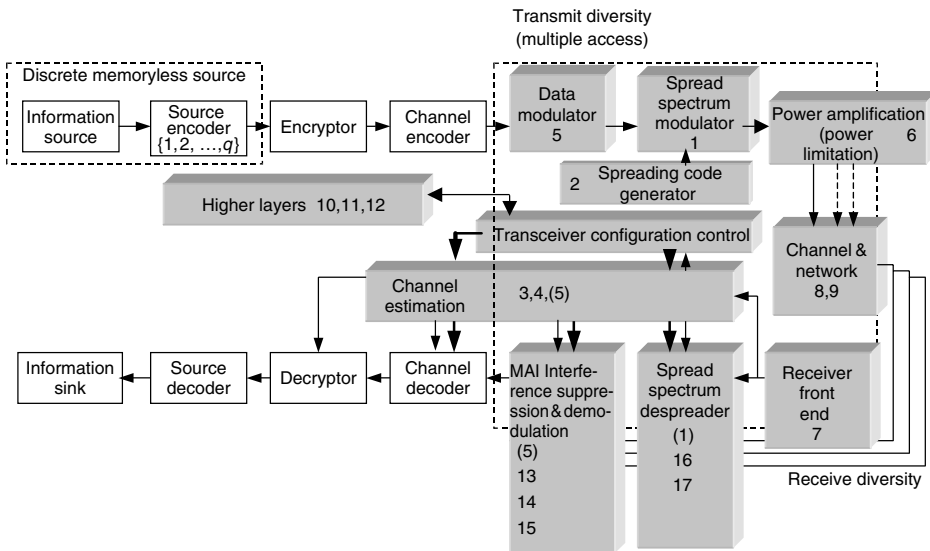 Transmit diversity
(multiple access)
Discrete memoryless source
Information
source
Source
encoder
{1,2, ...,q}
Encryptor
Channel
encoder
Data
modulator
5
Spread
spectrum
modulator
1
Power amplification
(power
limitation)
6
2
Spreading code
generator
Higher layers 10,11,12
Transceiver configuration control
Channel
estimation
3,4,(5)
Channel &
network
8,9
Information
sink
Source
decoder
Decryptor
Channel
decoder
MAI Interfe-
rence suppre-
ssion & demo-
dulation
(5)
13
14
15
Spread
spectrum
despreader
(1)
16
17
Receiver
front
end
7
Receive diversity